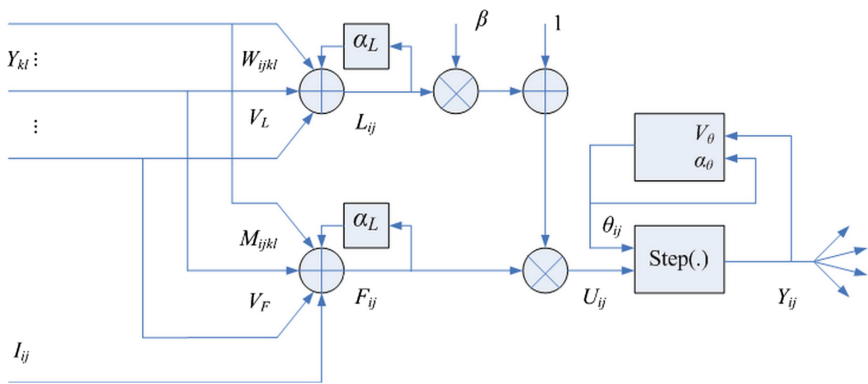 β
1
α_L
Y_kl ⋮
W_ijkl
V_L
L_ij
⋮
V_θ
α_θ
α_L
θ_ij
M_ijkl
Step(.)
V_F
F_ij
U_ij
Y_ij
I_ij